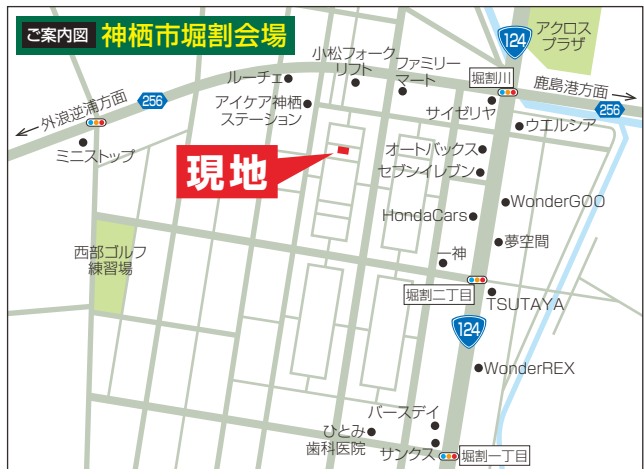 ご案内図 神栖市堀割会場
124
アクロス
プラザ
小松フォーク
リフト
ファミリー
マート
堀割川
鹿島港方面
ルーチェ
外浪逆浦方面
256
アイケア神栖
ステーション
サイゼリヤ
256
ウエルシア
ミニストップ
オートバックス
現地
セブンイレブン
WonderGOO
HondaCars
夢空間
西部ゴルフ
練習場
一神
堀割二丁目
TSUTAYA
124
WonderREX
バースデイ
ひとみ
歯科医院
サンクス
堀割一丁目